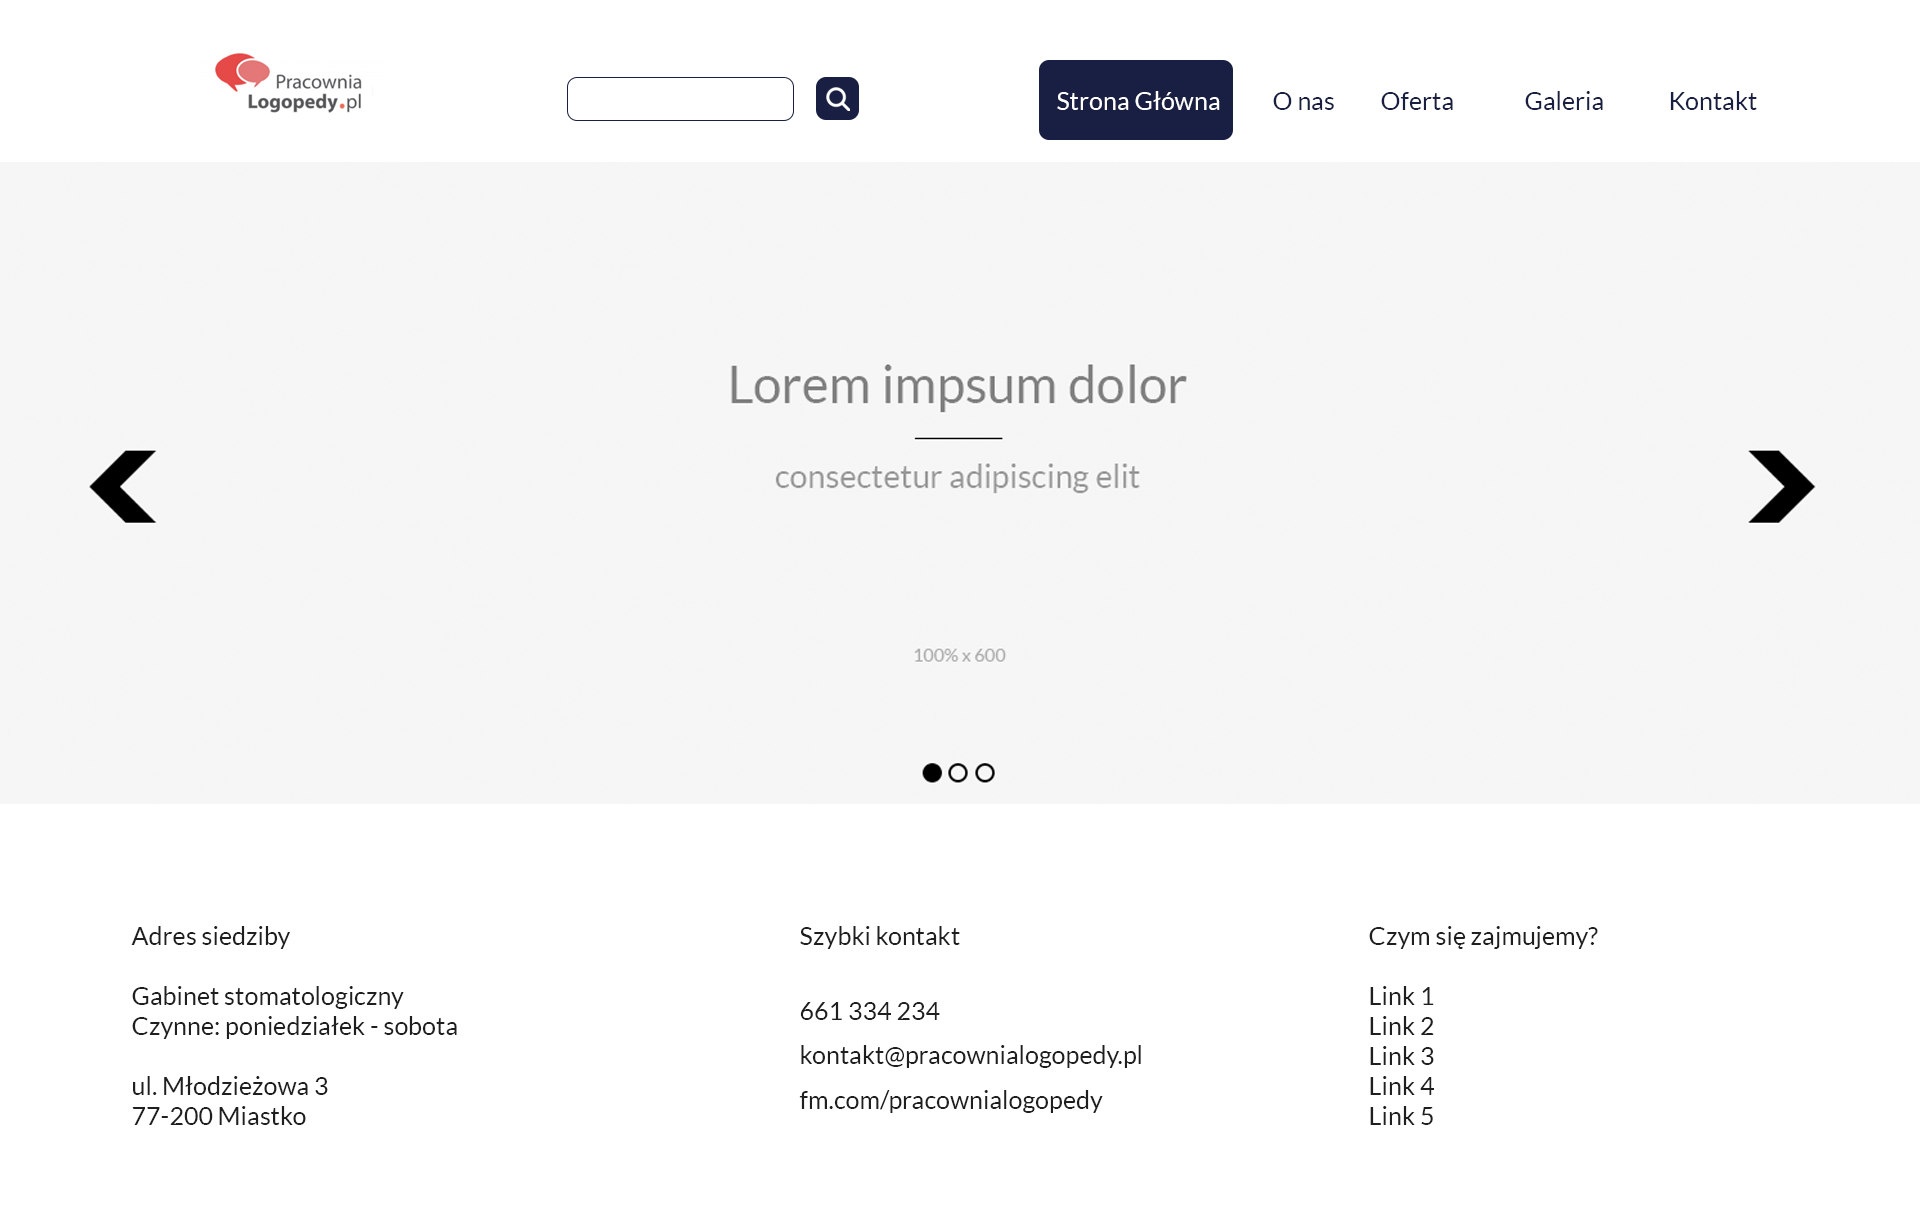 Pracownia
Logopedy.pl
Strona Główna
O nas
Oferta
Galeria
Kontakt
Lorem impsum dolor
consectetur adipiscing elit
100% x 600
Adres siedziby
Gabinet stomatologiczny
Czynne: poniedziałek - sobota
ul. Młodzieżowa 3
77-200 Miastko
Szybki kontakt
661 334 234
kontakt@pracownialogopedy.pl
fm.com/pracownialogopedy
Czym się zajmujemy?
Link 1
Link 2
Link 3
Link 4
Link 5